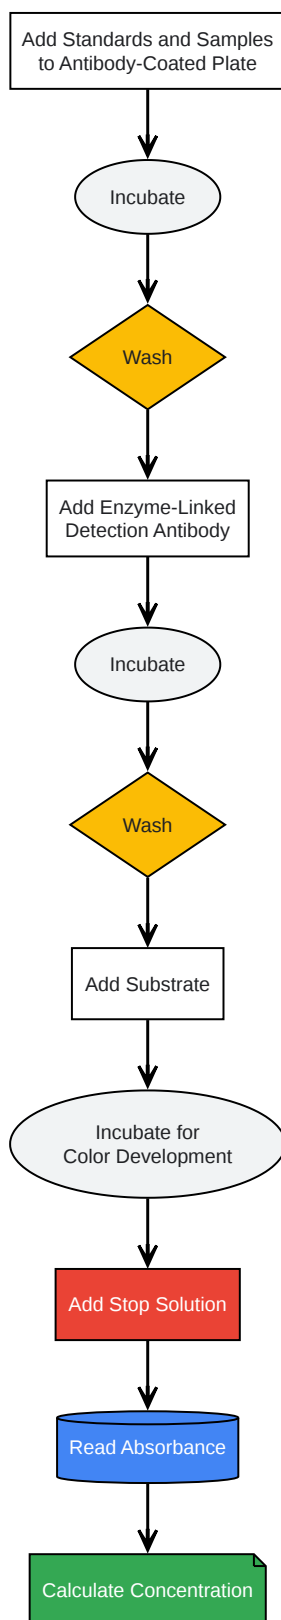 Add Standards and Samples
to Antibody-Coated Plate
Incubate
Wash
Add Enzyme-Linked
Detection Antibody
Incubate
Wash
Add Substrate
Incubate for
Color Development
Add Stop Solution
Read Absorbance
Calculate Concentration